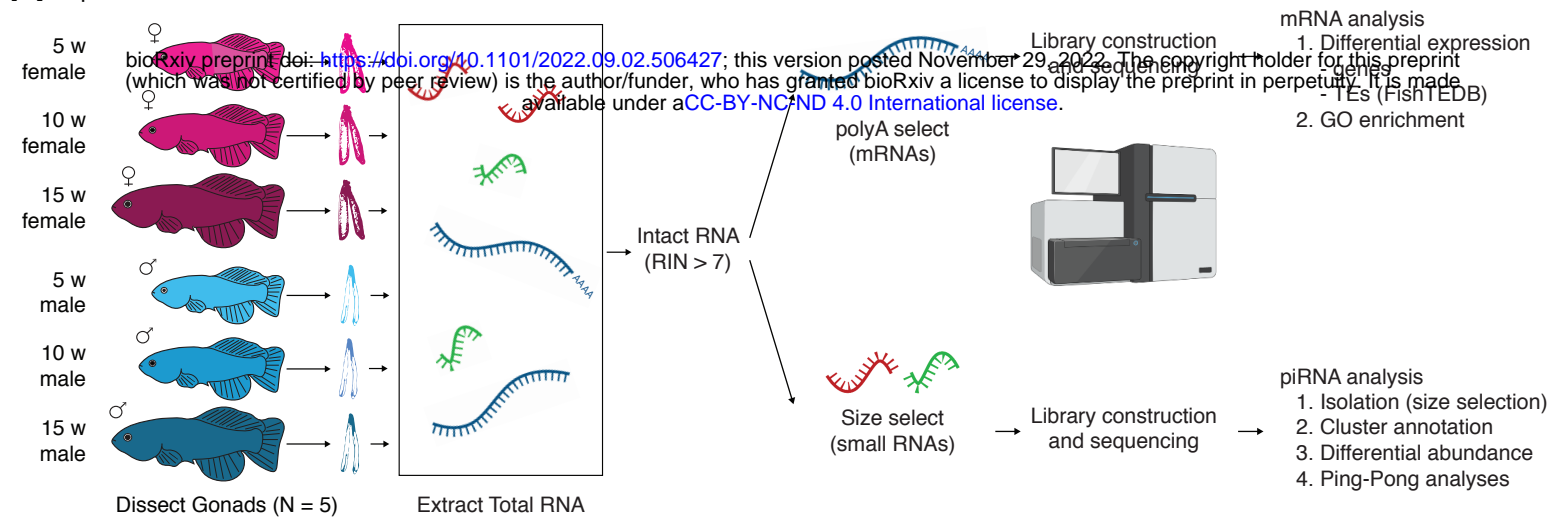 5 w
female
10 w
female
15 w
female
5 w
male
10 w
male
15 w
male
♀
♀
♀
♂
♂
♂
Dissect Gonads (N = 5)
AAAA
Extract Total RNA
Intact RNA
(RIN > 7)
AAAA
polyA select
(mRNAs)
Library construction
and sequencing
mRNA analysis
1. Differential expression
- genes
- TEs (FishTEDB)
2. GO enrichment
Size select
(small RNAs)
Library construction
and sequencing
piRNA analysis
1. Isolation (size selection)
2. Cluster annotation
3. Differential abundance
4. Ping-Pong analyses
bioRxiv preprint doi: https://doi.org/10.1101/2022.09.02.506427; this version posted November 29, 2022. The copyright holder for this preprint
(which was not certified by peer review) is the author/funder, who has granted bioRxiv a license to display the preprint in perpetuity. It is made
available under aCC-BY-NC-ND 4.0 International license.